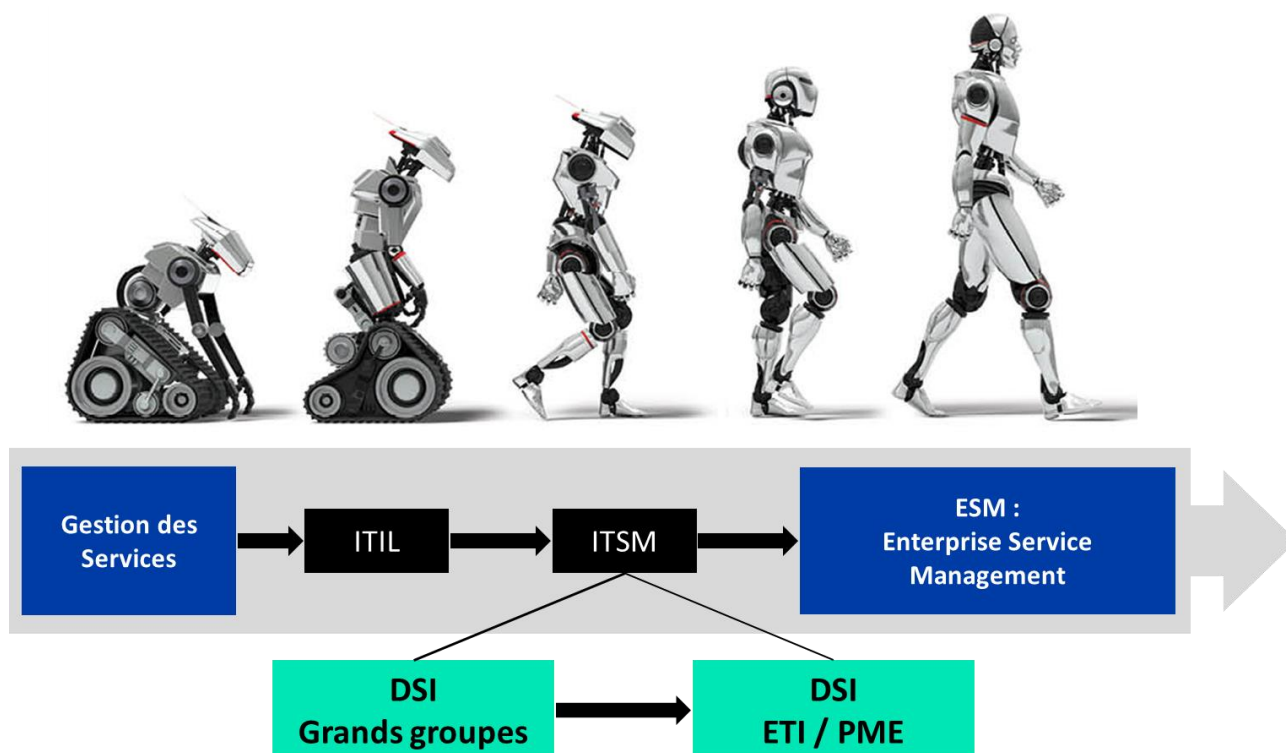 Gestion des
Services
ITIL
ITSM
ESM :
Enterprise Service
Management
DSI
Grands groupes
DSI
ETI / PME